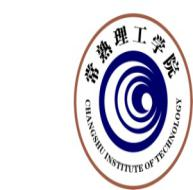 常熟理工学院
CHANGSHU INSTITUTE OF TECHNOLOGY